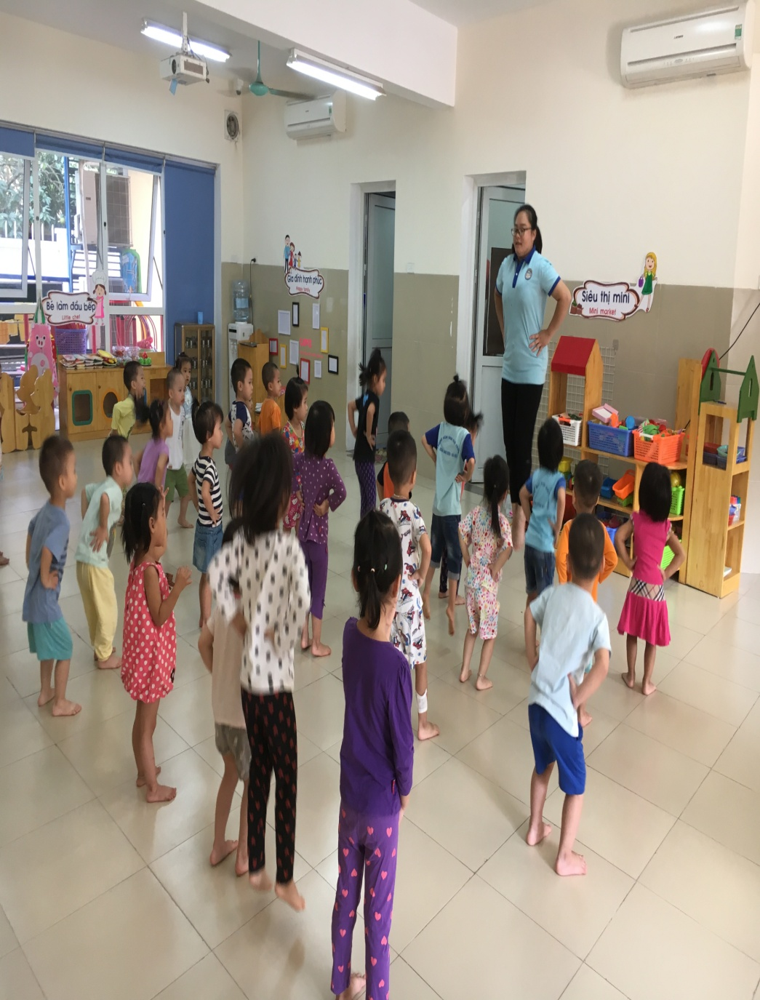 Bé làm đầu bếp
Little chef
Gia đình hạnh phúc
Happy family
Siêu thị mini
Mini market